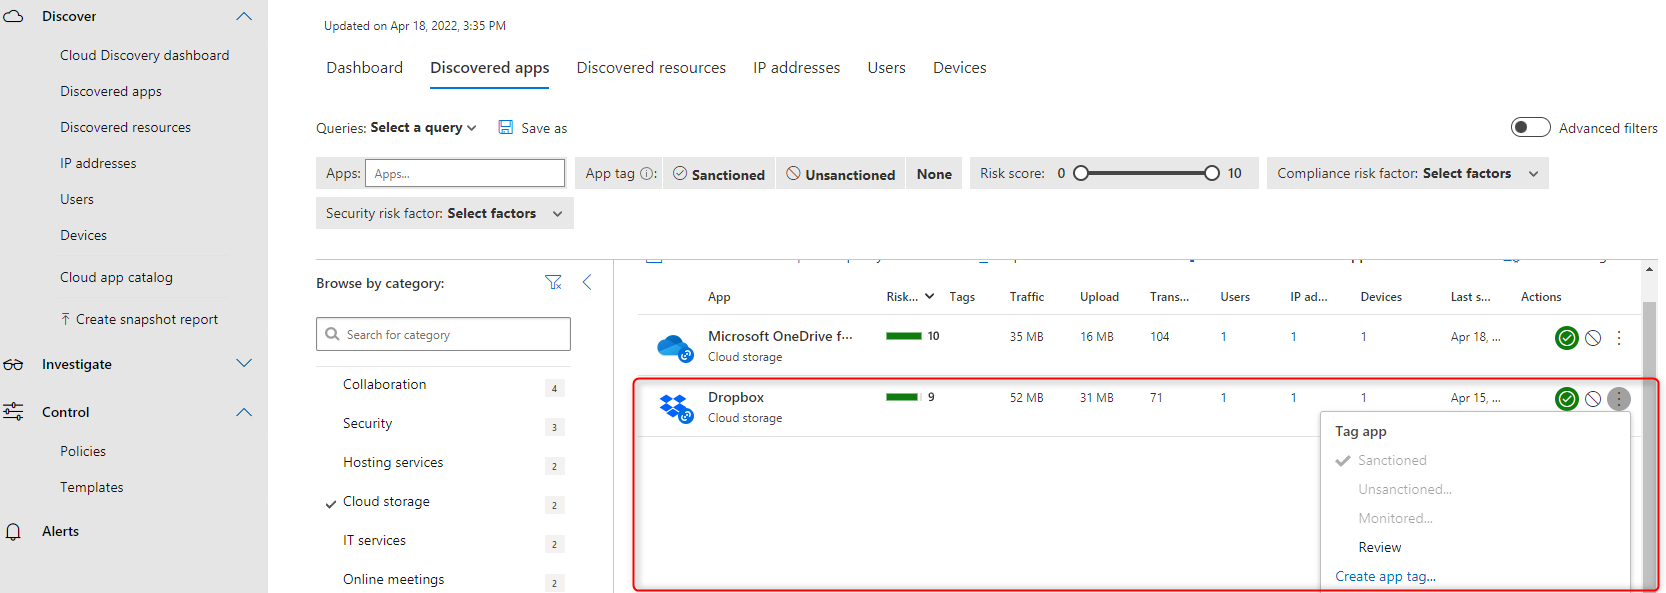 Discover
Cloud Discovery dashboard
Discovered apps
Discovered resources
IP addresses
Users
Devices
Cloud app catalog
Create snapshot report
Investigate
Control
Policies
Templates
Alerts
Updated on Apr 18, 2022, 3:35 PM
Dashboard Discovered apps Discovered resources IP addresses Users Devices
Queries: Select a query Save as Advanced filters
Apps: Apps... App tag : Sanctioned Unsanctioned None Risk score: 0 10 Compliance risk factor: Select factors
Security risk factor: Select factors
Browse by category:
Search for category
Collaboration 4
Security 3
Hosting services 2
Cloud storage 2
IT services 2
Online meetings 2
App Risk... Tags Traffic Upload Trans... Users IP ad... Devices Last s... Actions
Microsoft OneDrive f... 10 35 MB 16 MB 104 1 1 1 Apr 18, ...
Cloud storage
Dropbox 9 52 MB 31 MB 71 1 1 1 Apr 15, ...
Cloud storage
Tag app
Sanctioned
Unsanctioned...
Monitored...
Review
Create app tag...